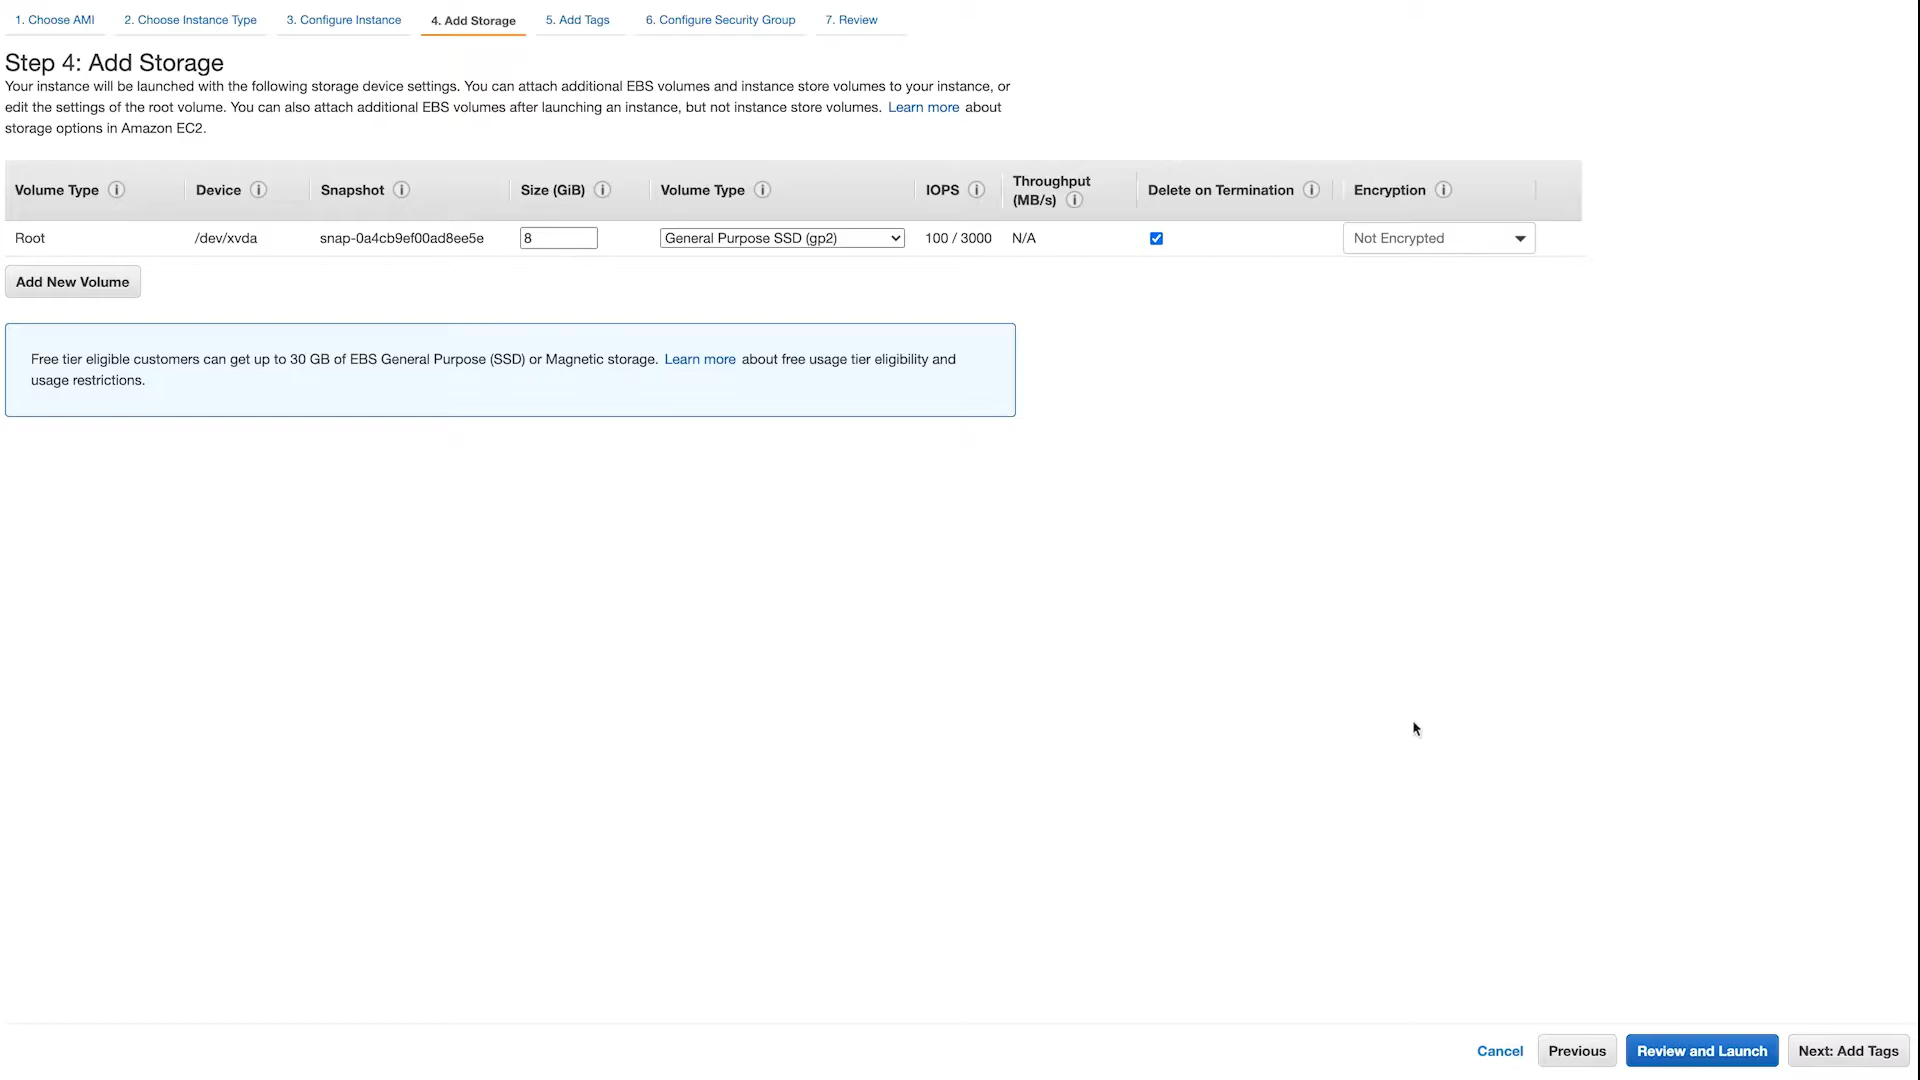 1. Choose AMI 2. Choose Instance Type 3. Configure Instance 4. Add Storage 5. Add Tags 6. Configure Security Group 7. Review
Step 4: Add Storage
Your instance will be launched with the following storage device settings. You can attach additional EBS volumes and instance store volumes to your instance, or
edit the settings of the root volume. You can also attach additional EBS volumes after launching an instance, but not instance store volumes. Learn more about
storage options in Amazon EC2.
Volume Type Device Snapshot Size (GiB) Volume Type IOPS Throughput (MB/s) Delete on Termination Encryption
Root /dev/xvda snap-0a4cb9ef00ad8ee5e 8 General Purpose SSD (gp2) 100 / 3000 N/A Not Encrypted
Add New Volume
Free tier eligible customers can get up to 30 GB of EBS General Purpose (SSD) or Magnetic storage. Learn more about free usage tier eligibility and
usage restrictions.
Cancel Previous Review and Launch Next: Add Tags